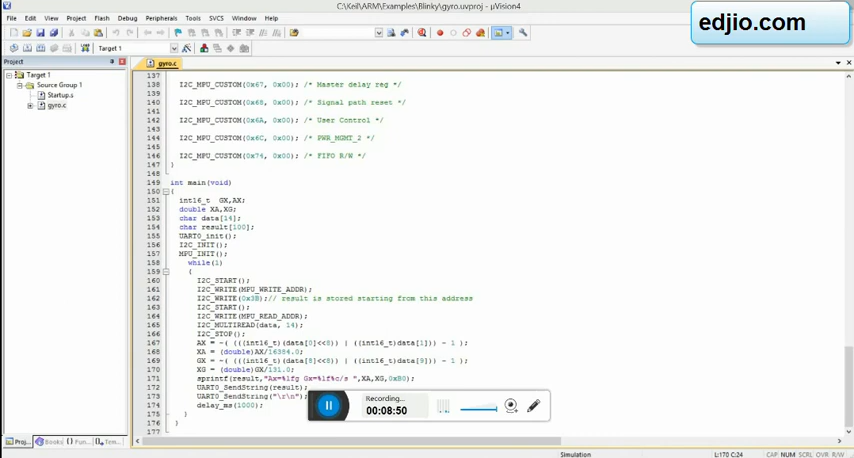 C:\Keil\ARM\Examples\Blinky\gyro.uvproj - µVision4
edjio.com
File Edit View Project Flash Debug Peripherals Tools SVCS Window Help
Target 1
Project
gyro.c
Target 1
Source Group 1
Startup.s
gyro.c
137
138 I2C_MPU_CUSTOM(0x67, 0x00); /* Master delay reg */
139
140 I2C_MPU_CUSTOM(0x68, 0x00); /* Signal path reset */
141
142 I2C_MPU_CUSTOM(0x6A, 0x00); /* User Control */
143
144 I2C_MPU_CUSTOM(0x6C, 0x00); /* PWR_MGMT_2 */
145
146 I2C_MPU_CUSTOM(0x74, 0x00); /* FIFO R/W */
147 }
148
149 int main(void)
150 {
151 int16_t GX,AX;
152 double XA,XG;
153 char data[14];
154 char result[100];
155 UART0_init();
156 I2C_INIT();
157 MPU_INIT();
158 while(1)
159 {
160 I2C_START();
161 I2C_WRITE(MPU_WRITE_ADDR);
162 I2C_WRITE(0x3B);// result is stored starting from this address
163 I2C_START();
164 I2C_WRITE(MPU_READ_ADDR);
165 I2C_MULTIREAD(data, 14);
166 I2C_STOP();
167 AX = ~( (((int16_t)(data[0]<<8)) | ((int16_t)data[1])) - 1 );
168 XA = (double)AX/16384.0;
169 GX = ~( (((int16_t)(data[8]<<8)) | ((int16_t)data[9])) - 1 );
170 XG = (double)GX/131.0;
171 sprintf(result,"Ax=%lfg Gx=%lf%c/s ",XA,XG,0xB0);
172 UART0_SendString(result);
173 UART0_SendString("\r\n");
174 delay_ms(1000);
175 }
176 }
177
Recording...
00:08:50
Proj... Books {} Fun... Tem...
Simulation L:170 C:24 CAP NUM SCRL OVR R/W